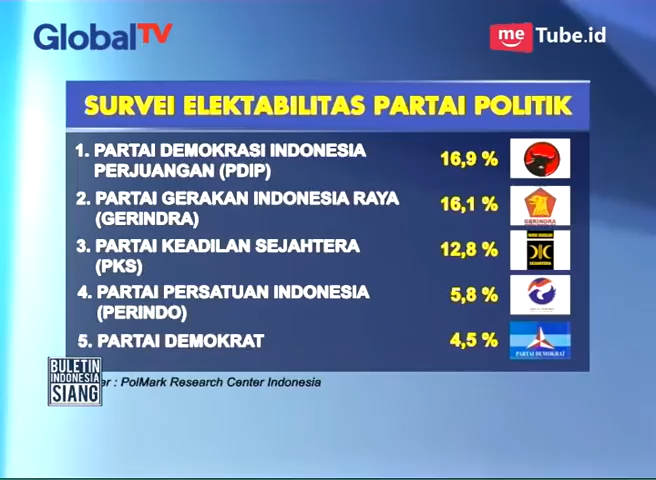 GlobalTV
me Tube.id
SURVEI ELEKTABILITAS PARTAI POLITIK
1. PARTAI DEMOKRASI INDONESIA PERJUANGAN (PDIP) 16,9 %
2. PARTAI GERAKAN INDONESIA RAYA (GERINDRA) 16,1 %
GERINDRA
3. PARTAI KEADILAN SEJAHTERA (PKS) 12,8 %
SEJAHTERA
4. PARTAI PERSATUAN INDONESIA (PERINDO) 5,8 %
5. PARTAI DEMOKRAT 4,5 %
PARTAI DEMOKRAT
BULETIN
INDONESIA
SIANG
er : PolMark Research Center Indonesia